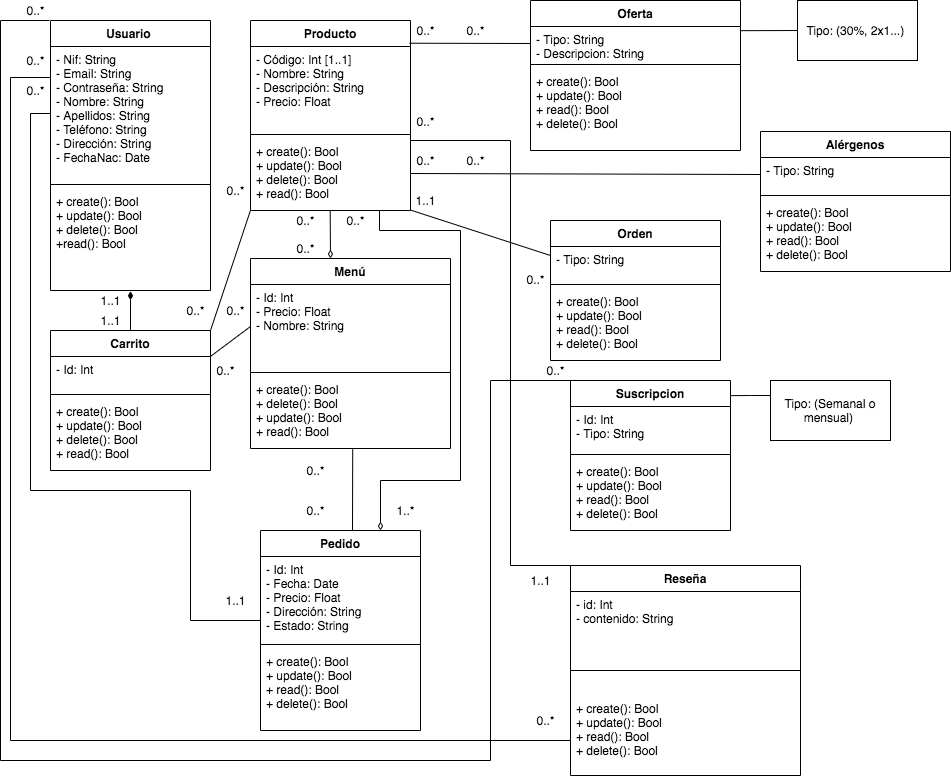 0..*
Usuario
- Nif: String
- Email: String
- Contraseña: String
- Nombre: String
- Apellidos: String
- Teléfono: String
- Dirección: String
- FechaNac: Date
+ create(): Bool
+ update(): Bool
+ delete(): Bool
+read(): Bool
0..*
0..*
Producto
- Código: Int [1..1]
- Nombre: String
- Descripción: String
- Precio: Float
+ create(): Bool
+ update(): Bool
+ delete(): Bool
+ read(): Bool
0..*
0..*
Oferta
- Tipo: String
- Descripcion: String
+ create(): Bool
+ update(): Bool
+ read(): Bool
+ delete(): Bool
Tipo: (30%, 2x1...)
0..*
0..*
0..*
Alérgenos
- Tipo: String
+ create(): Bool
+ update(): Bool
+ read(): Bool
+ delete(): Bool
1..1
0..*
Orden
- Tipo: String
+ create(): Bool
+ update(): Bool
+ read(): Bool
+ delete(): Bool
0..*
0..*
0..*
0..*
1..1
1..1
0..*
0..*
0..*
Carrito
- Id: Int
+ create(): Bool
+ update(): Bool
+ delete(): Bool
+ read(): Bool
Menú
- Id: Int
- Precio: Float
- Nombre: String
+ create(): Bool
+ delete(): Bool
+ update(): Bool
+ read(): Bool
0..*
Suscripcion
- Id: Int
- Tipo: String
+ create(): Bool
+ update(): Bool
+ read(): Bool
+ delete(): Bool
Tipo: (Semanal o
mensual)
0..*
0..*
1..*
Pedido
- Id: Int
- Fecha: Date
- Precio: Float
- Dirección: String
- Estado: String
+ create(): Bool
+ update(): Bool
+ read(): Bool
+ delete(): Bool
1..1
1..1
Reseña
- id: Int
- contenido: String
+ create(): Bool
+ update(): Bool
+ read(): Bool
+ delete(): Bool
0..*